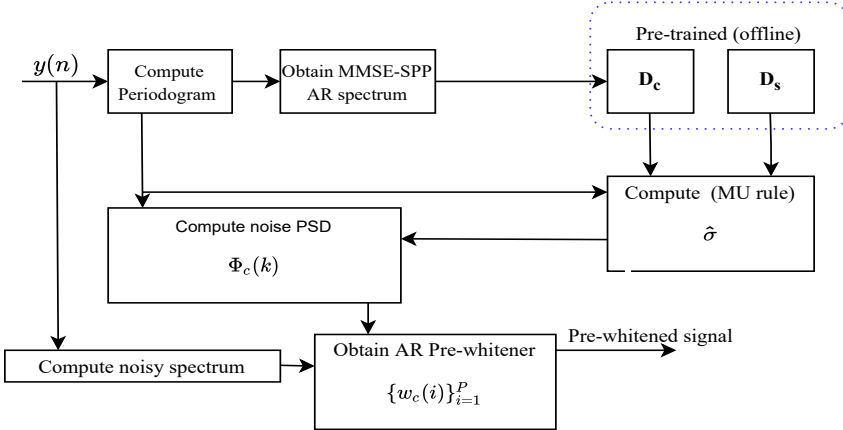 y(n)
Compute
Periodogram
Obtain MMSE-SPP
AR spectrum
Pre-trained (offline)
D_c
D_s
Compute (MU rule)
σ̂
Compute noise PSD
Φ_c(k)
Compute noisy spectrum
Obtain AR Pre-whitener
{w_c(i)}_{i=1}^P
Pre-whitened signal